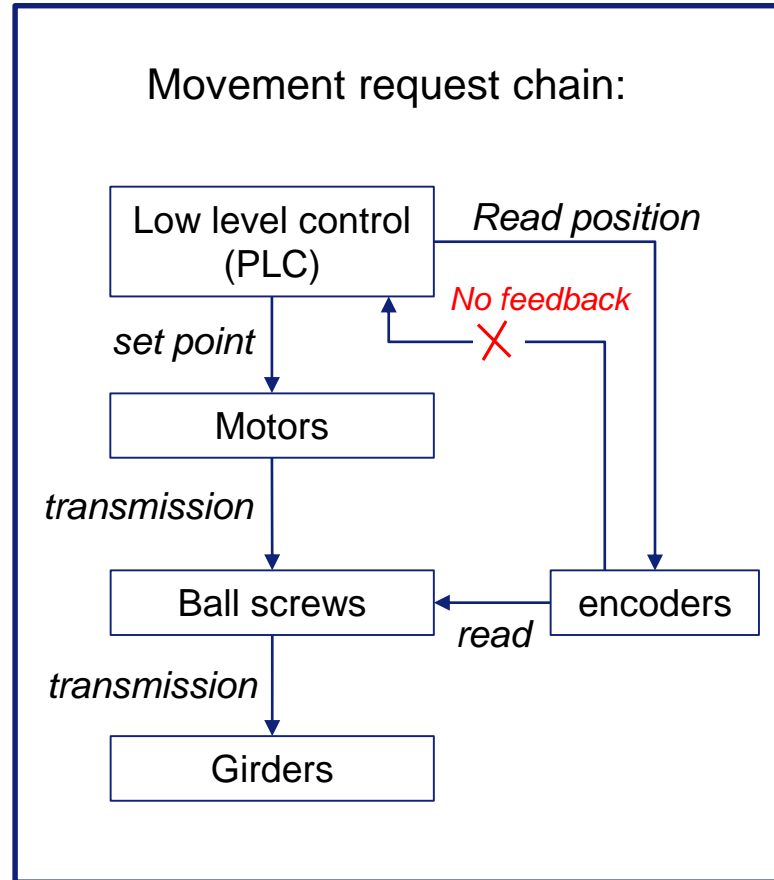 Movement request chain:
Low level control
(PLC)
Read position
No feedback
set point
Motors
transmission
Ball screws
encoders
read
transmission
Girders